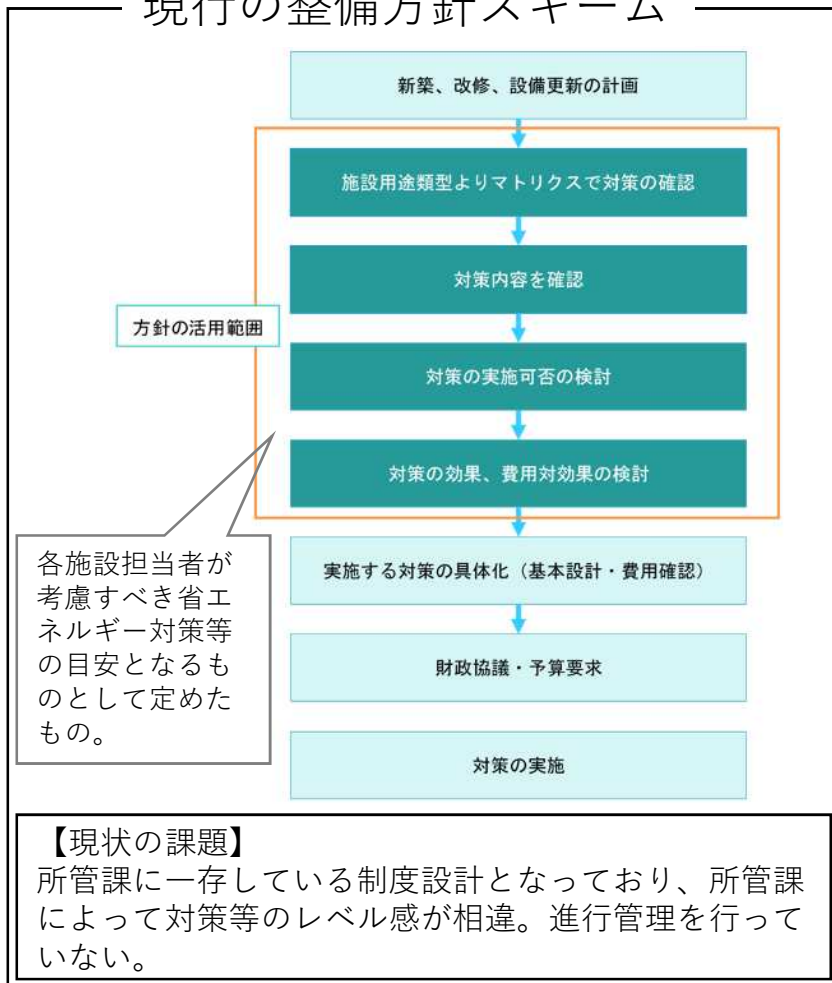 現行の整備方針スキーム
新築、改修、設備更新の計画
施設用途類型よりマトリクスで対策の確認
対策内容を確認
方針の活用範囲
対策の実施可否の検討
対策の効果、費用対効果の検討
各施設担当者が
考慮すべき省エ
ネルギー対策等
の目安となるも
のとして定めた
もの。
実施する対策の具体化（基本設計・費用確認）
財政協議・予算要求
対策の実施
【現状の課題】
所管課に一存している制度設計となっており、所管課
によって対策等のレベル感が相違。進行管理を行って
いない。